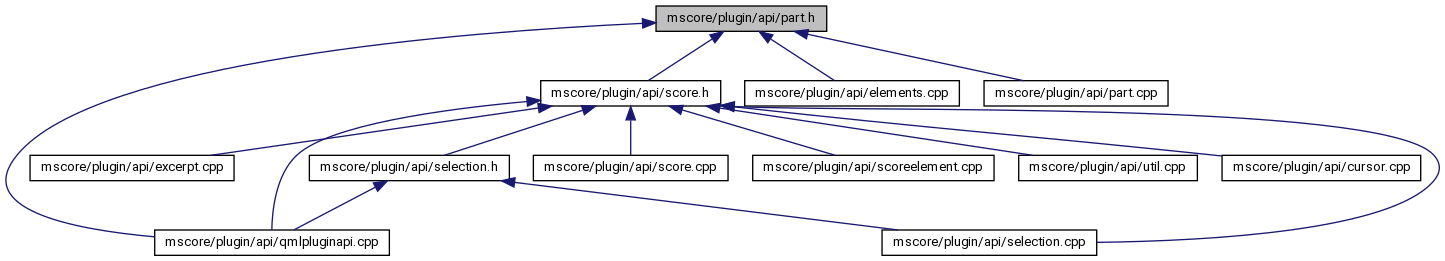 mscore/plugin/api/part.h
mscore/plugin/api/score.h
mscore/plugin/api/elements.cpp
mscore/plugin/api/part.cpp
mscore/plugin/api/excerpt.cpp
mscore/plugin/api/selection.h
mscore/plugin/api/score.cpp
mscore/plugin/api/scoreelement.cpp
mscore/plugin/api/util.cpp
mscore/plugin/api/cursor.cpp
mscore/plugin/api/qmlpluginapi.cpp
mscore/plugin/api/selection.cpp